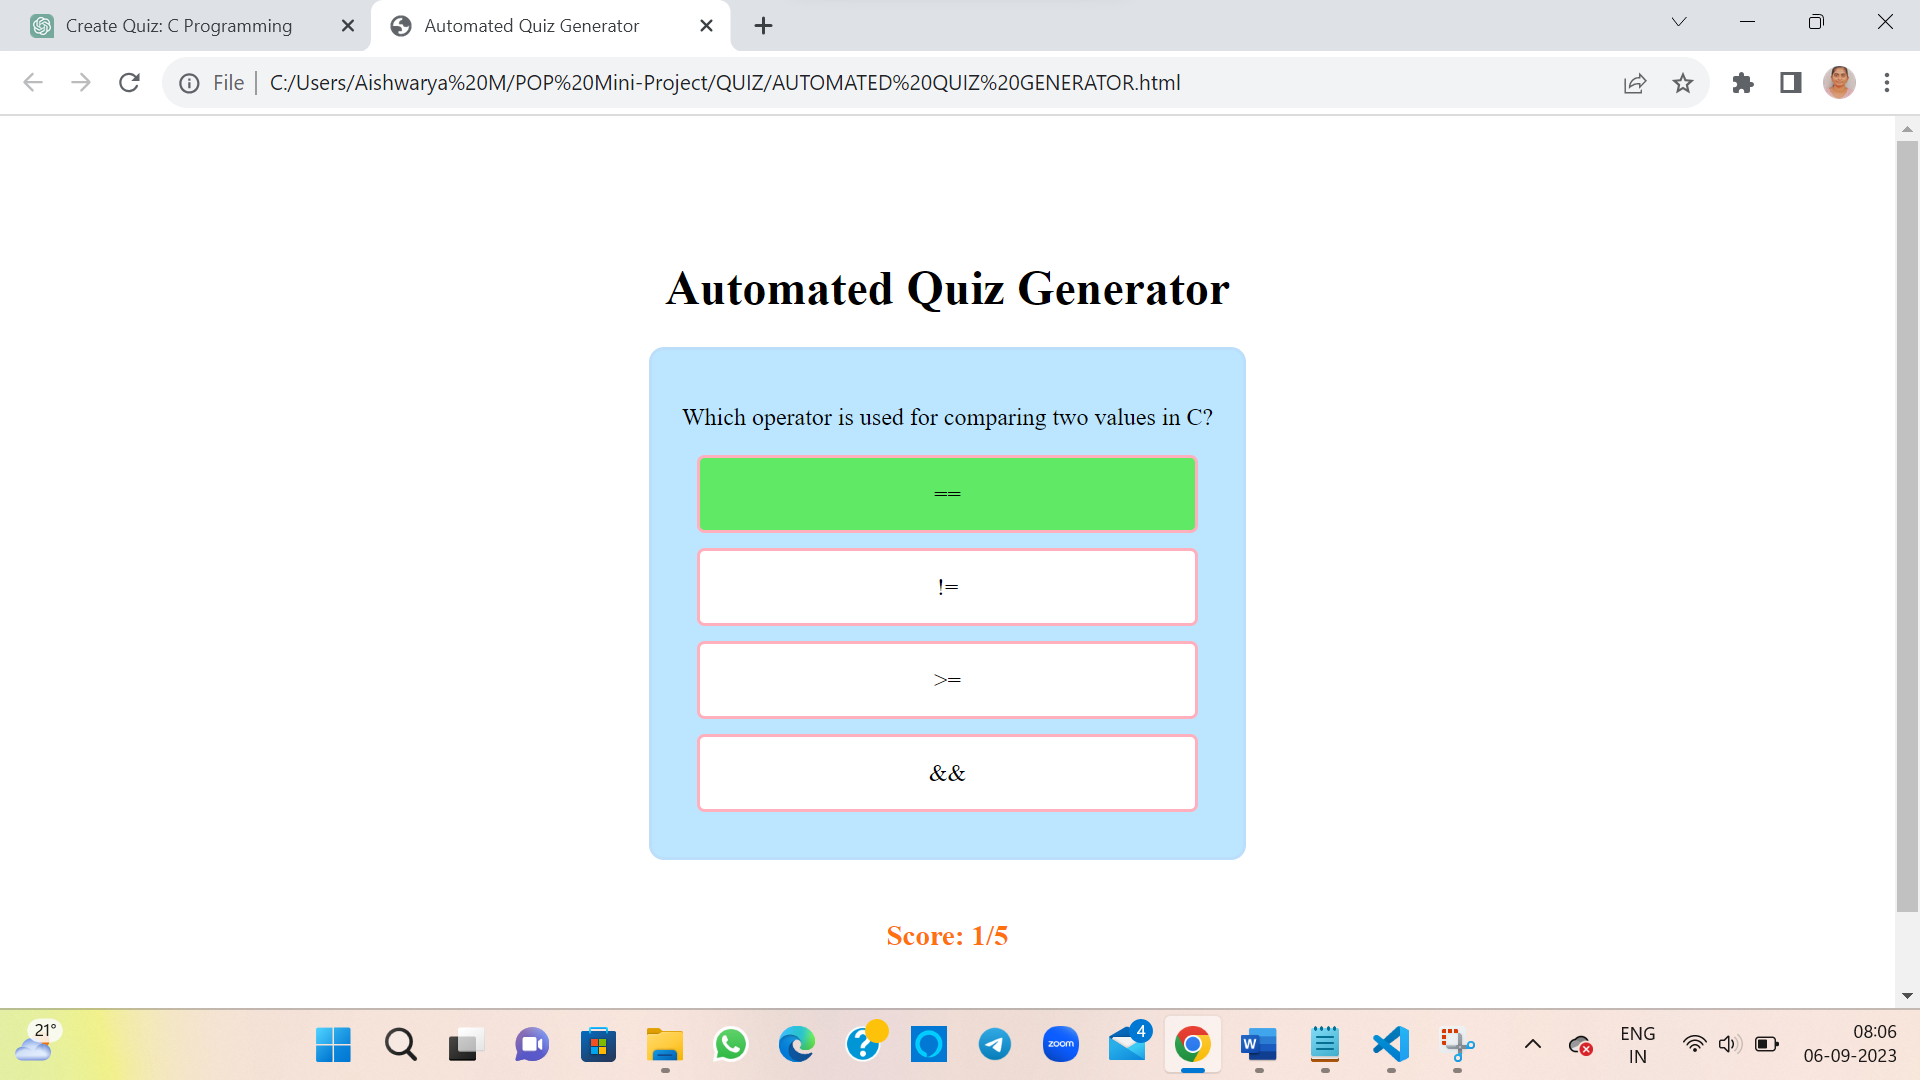 Create Quiz: C Programming
Automated Quiz Generator
File
C:/Users/Aishwarya%20M/POP%20Mini-Project/QUIZ/AUTOMATED%20QUIZ%20GENERATOR.html
Automated Quiz Generator
Which operator is used for comparing two values in C?
==
!=
>=
&&
Score: 1/5
21°
zoom
4
W
ENG
IN
08:06
06-09-2023